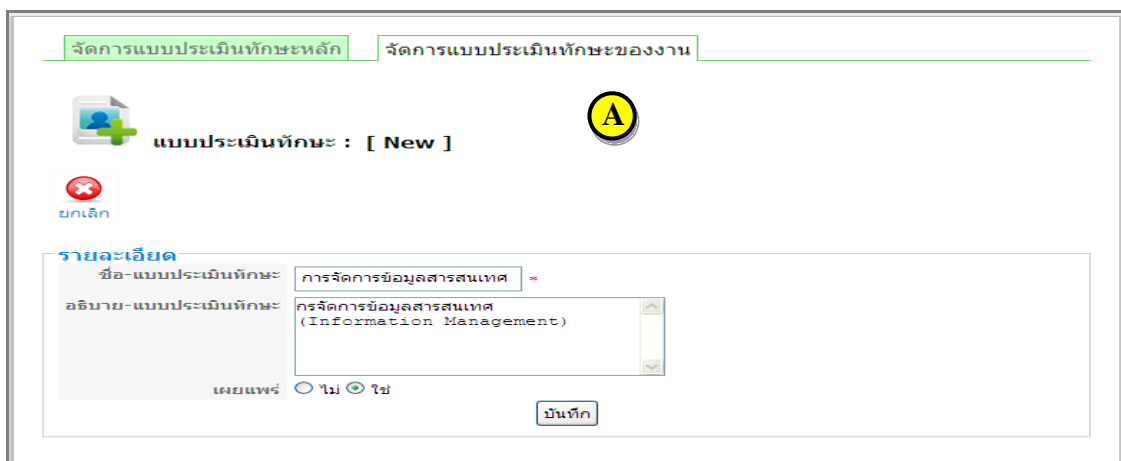 จัดการแบบประเมินทักษะหลัก จัดการแบบประเมินทักษะของงาน
A
แบบประเมินทักษะ : [ New ]
ยกเลิก
รายละเอียด
ชื่อ-แบบประเมินทักษะ การจัดการข้อมูลสารสนเทศ *
อธิบาย-แบบประเมินทักษะ กรจัดการข้อมูลสารสนเทศ
(Information Management)
เผยแพร่ ไม่ ใช่
บันทึก